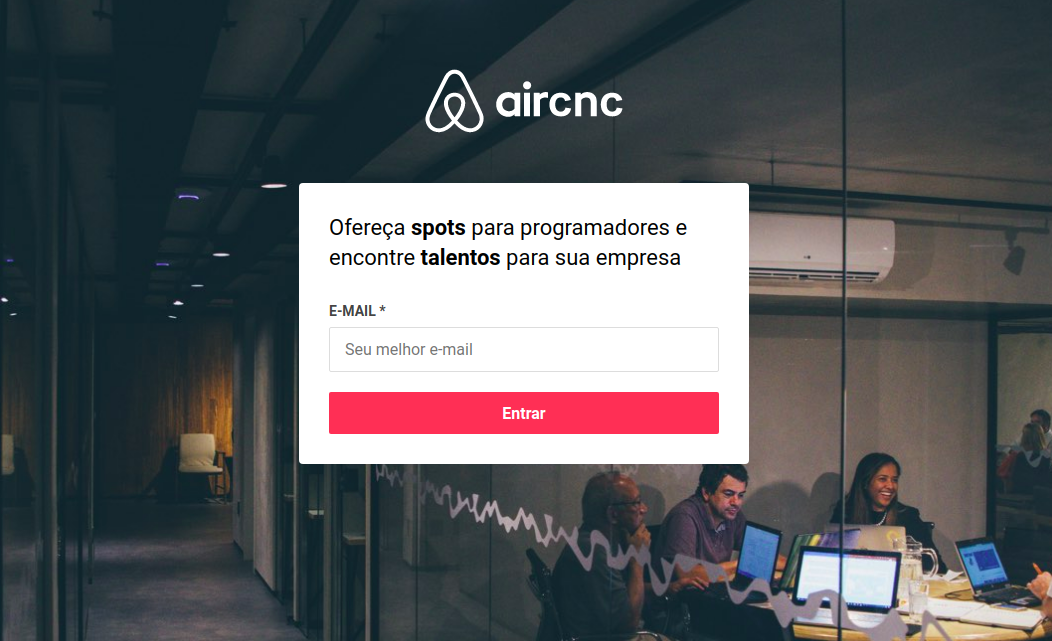 aircnc
Ofereça spots para programadores e
encontre talentos para sua empresa
E-MAIL *
Seu melhor e-mail
Entrar